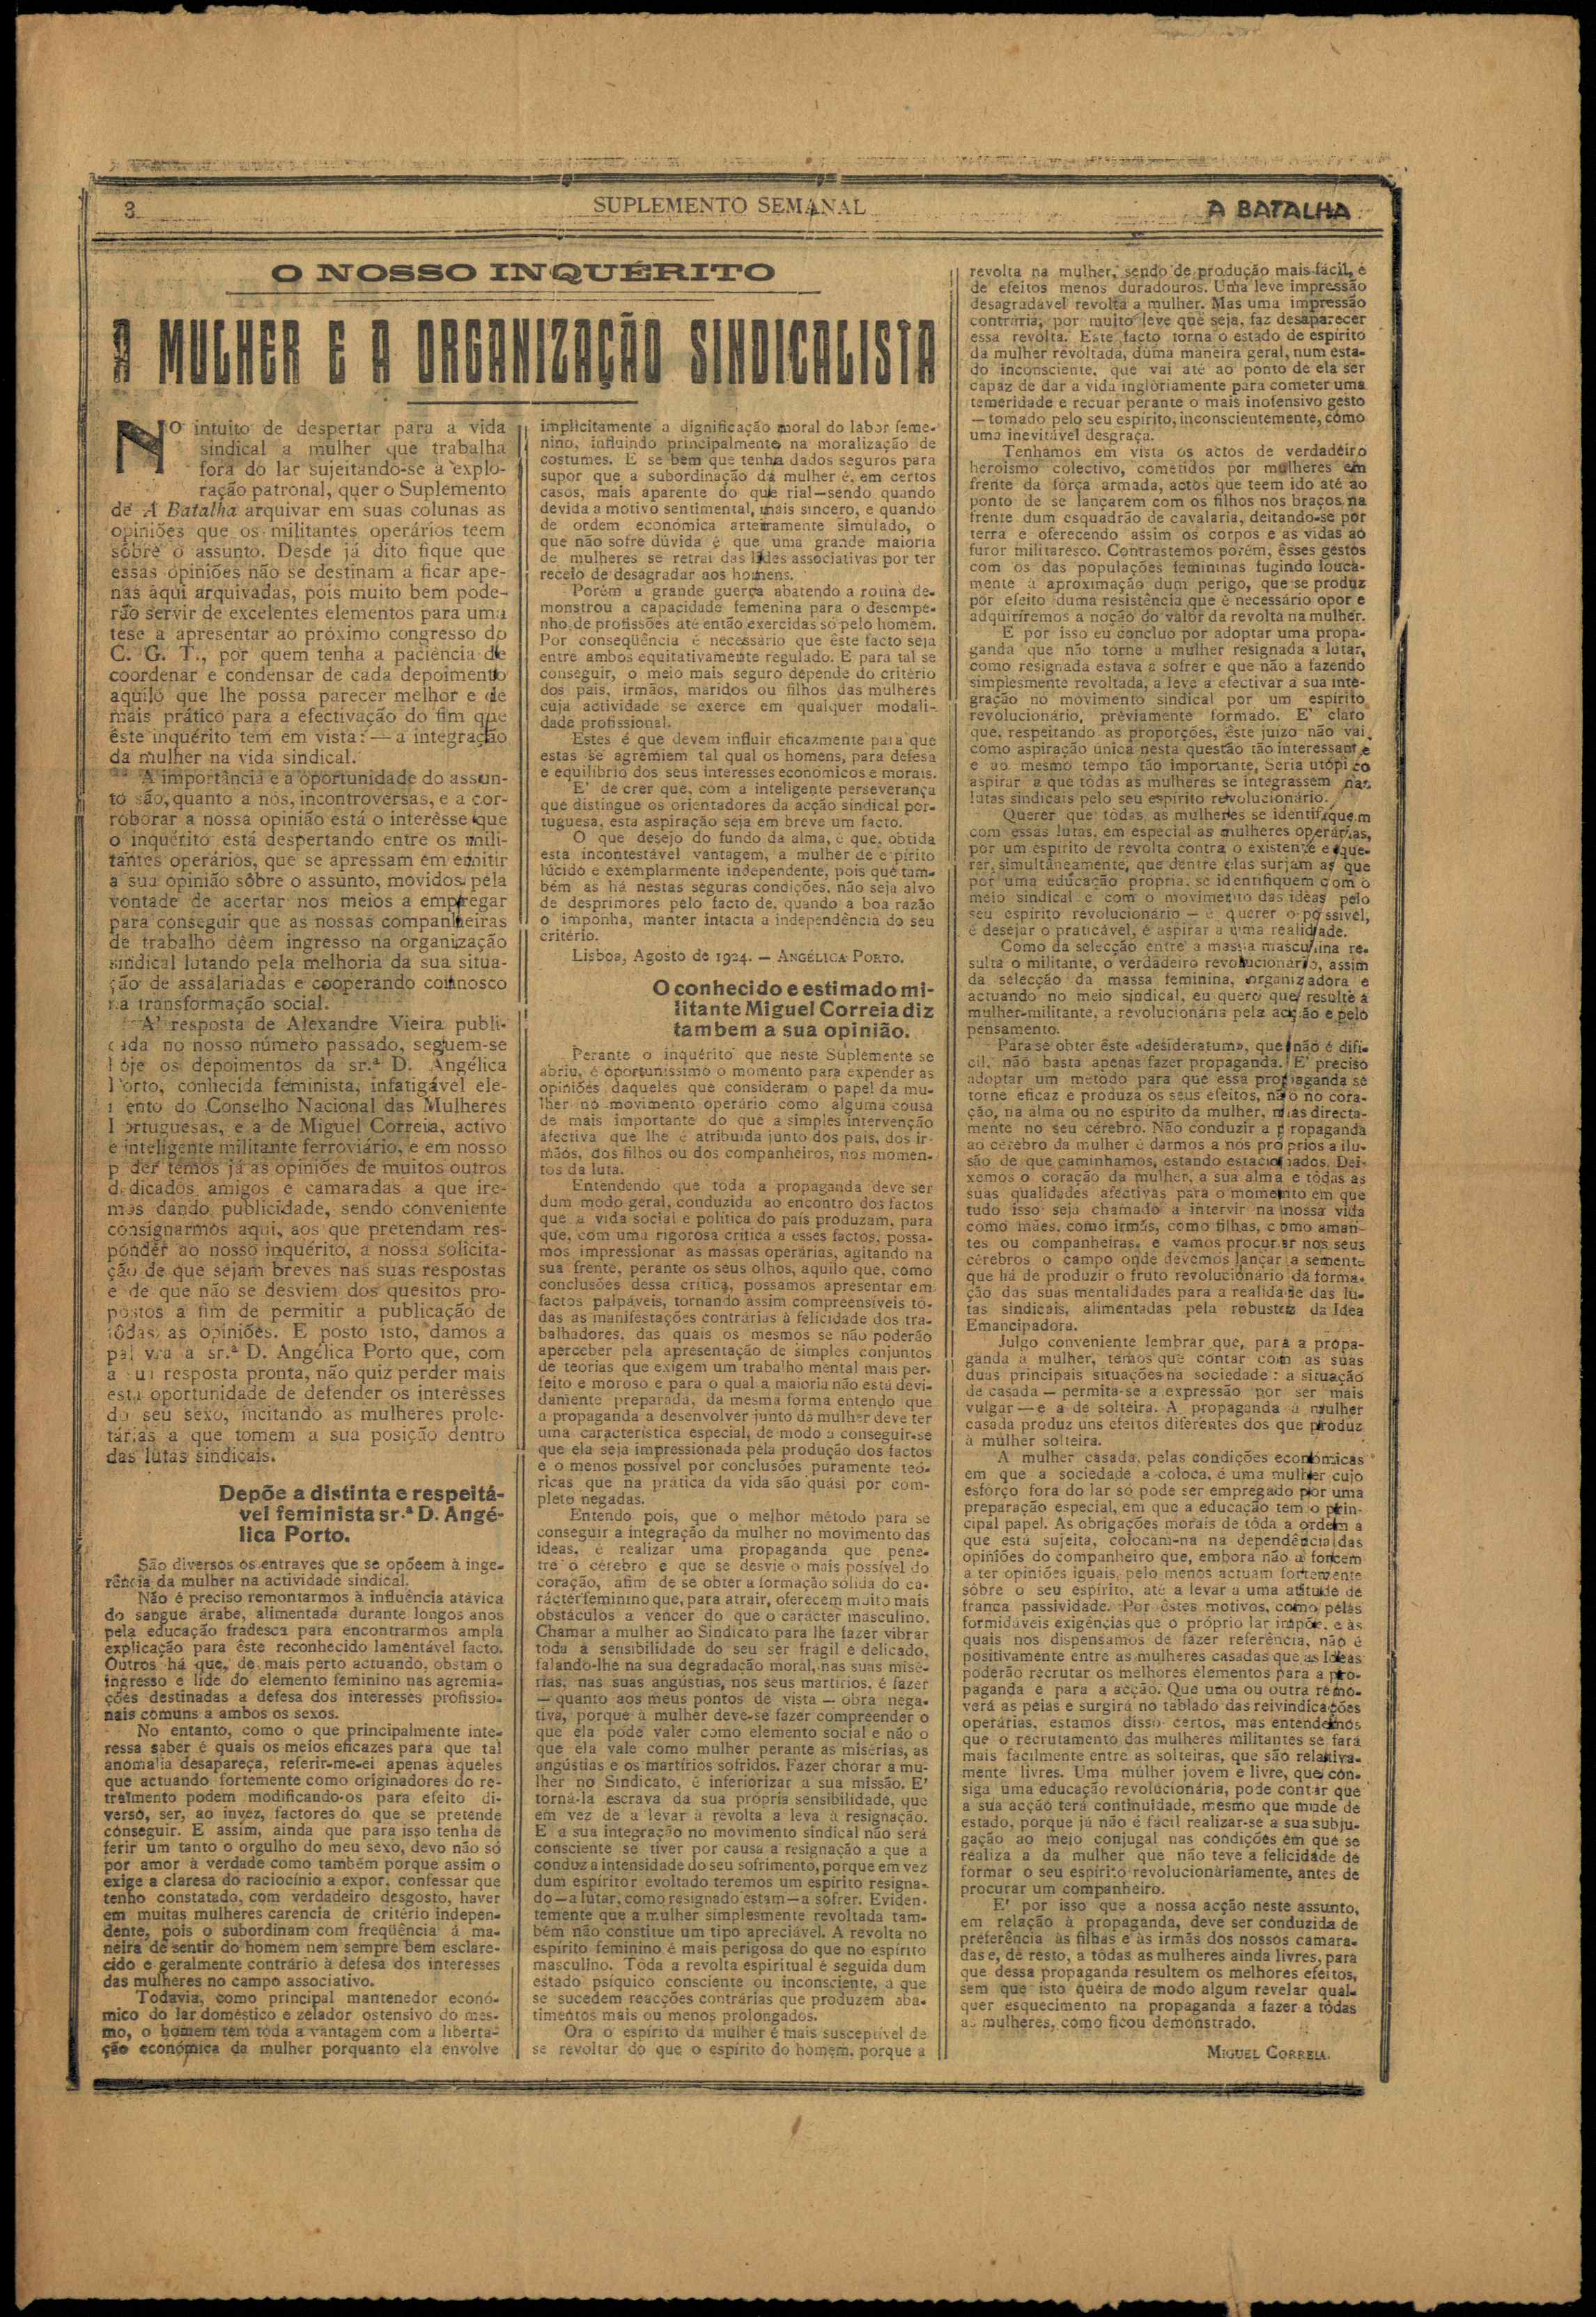 3
SUPLEMENTO SEMANAL
A BATALHA
O NOSSO INQUÉRITO
A MULHER E A ORGANIZAÇÃO SINDICALISTA
NO intuito de despertar para a vida
sindical a mulher que trabalha
fora do lar sujeitando-se à explo-
ração patronal, quer o Suplemento
de A Batalha arquivar em suas colunas as
opiniões que os militantes operários teem
sôbre o assunto. Desde já dito fique que
essas opiniões não se destinam a ficar ape-
nas aqui arquivadas, pois muito bem pode-
rão servir de excelentes elementos para uma
tese a apresentar ao próximo congresso do
C. G. T., por quem tenha a paciência de
coordenar e condensar de cada depoimento
aquilo que lhe possa parecer melhor e de
mais prático para a efectivação do fim que
êste inquérito tem em vista: — a integração
da mulher na vida sindical.
A importância e a oportunidade do assun-
to são, quanto a nós, incontroversas, e a cor-
roborar a nossa opinião está o interêsse que
o inquérito está despertando entre os mili-
tantes operários, que se apressam em emitir
a sua opinião sôbre o assunto, movidos pela
vontade de acertar nos meios a empregar
para conseguir que as nossas companheiras
de trabalho dêem ingresso na organização
sindical lutando pela melhoria da sua situa-
ção de assalariadas e cooperando comnosco
na transformação social.
A' resposta de Alexandre Vieira publi-
cada no nosso número passado, seguem-se
hoje os depoimentos da sr.ª D. Angélica
Porto, conhecida feminista, infatigável ele-
mento do Conselho Nacional das Mulheres
Portuguesas, e a de Miguel Correia, activo
e inteligente militante ferroviário, e em nosso
poder temos já as opiniões de muitos outros
dedicados amigos e camaradas a que ire-
mos dando publicidade, sendo conveniente
consignarmos aqui, aos que pretendam res-
ponder ao nosso inquérito, a nossa solicita-
ção de que sejam breves nas suas respostas
e de que não se desviem dos quesitos pro-
postos a fim de permitir a publicação de
tôdas as opiniões. E posto isto, damos a
palavra à sr.ª D. Angélica Porto que, com
a sua resposta pronta, não quiz perder mais
esta oportunidade de defender os interêsses
do seu sexo, incitando as mulheres prole-
tárias a que tomem a sua posição dentro
das lutas sindicais.
Depõe a distinta e respeitá-
vel feminista sr.ª D. Angé-
lica Porto.
São diversos os entraves que se opõem à inge-
rência da mulher na actividade sindical.
Não é preciso remontarmos à influência atávica
do sangue árabe, alimentada durante longos anos
pela educação fradesca para encontrarmos ampla
explicação para êste reconhecido lamentável facto.
Outros há que, de mais perto actuando, obstam o
ingresso e lide do elemento feminino nas agremia-
ções destinadas a defesa dos interesses profissio-
nais comuns a ambos os sexos.
No entanto, como o que principalmente inte-
ressa saber é quais os meios eficazes para que tal
anomalia desapareça, referir-me-ei apenas àqueles
que actuando fortemente como originadores do re-
traimento podem modificando-os para efeito di-
verso, ser, ao invez, factores do que se pretende
conseguir. E assim, ainda que para isso tenha de
ferir um tanto o orgulho do meu sexo, devo não só
por amor à verdade como também porque assim o
exige a claresa do raciocínio a expor, confessar que
tenho constatado, com verdadeiro desgosto, haver
em muitas mulheres carencia de critério indepen-
dente, pois o subordinam com freqüência á ma-
neira de sentir do homem nem sempre bem esclare-
cido e geralmente contrário à defesa dos interesses
das mulheres no campo associativo.
Todavia, como principal mantenedor econó-
mico do lar doméstico e zelador ostensivo do mes-
mo, o homem tem tôda a vantagem com a liberta-
ção económica da mulher porquanto ela envolve
implicitamente a dignificação moral do labor feme-
nino, influindo principalmente na moralização de
costumes. E se bem que tenha dados seguros para
supor que a subordinação da mulher é, em certos
casos, mais aparente do que rial—sendo quando
devida a motivo sentimental, mais sincero, e quando
de ordem económica arteiramente simulado, o
que não sofre dúvida é que uma grande maioria
de mulheres se retrai das lides associativas por ter
receio de desagradar aos homens.
Porém a grande guerra abatendo a rotina de-
monstrou a capacidade femenina para o desempe-
nho de profissões até então exercidas só pelo homem.
Por conseqüência é necessário que êste facto seja
entre ambos equitativamente regulado. E para tal se
conseguir, o meio mais seguro depende do critério
dos pais, irmãos, maridos ou filhos das mulheres
cuja actividade se exerce em qualquer modali-
dade profissional.
Estes é que devem influir eficazmente para que
estas se agremiem tal qual os homens, para defesa
e equilíbrio dos seus interesses económicos e morais.
E' de crer que, com a inteligente perseverança
que distingue os orientadores da acção sindical por-
tuguesa, esta aspiração seja em breve um facto.
O que desejo do fundo da alma, é que, obtida
esta incontestável vantagem, a mulher de espírito
lúcido e exemplarmente independente, pois que tam-
bém as há nestas seguras condições, não seja alvo
de desprimores pelo facto de, quando a boa razão
o imponha, manter intacta a independência do seu
critério.
Lisboa, Agosto de 1924. — ANGÉLICA PORTO.
O conhecido e estimado mi-
litante Miguel Correia diz
tambem a sua opinião.
Perante o inquérito que neste Suplemente se
abriu, é oportuníssimo o momento para expender as
opiniões daqueles que consideram o papel da mu-
lher no movimento operário como alguma cousa
de mais importante do que a simples intervenção
afectiva que lhe é atribuída junto dos pais, dos ir-
mãos, dos filhos ou dos companheiros, nos momen-
tos da luta.
Entendendo que toda a propaganda deve ser
dum modo geral, conduzida ao encontro dos factos
que a vida social e política do país produzam, para
que, com uma rigorosa crítica a esses factos, possa-
mos impressionar as massas operárias, agitando na
sua frente, perante os seus olhos, aquilo que, como
conclusões dessa crítica, possamos apresentar em
factos palpáveis, tornando assim compreensíveis tô-
das as manifestações contrárias à felicidade dos tra-
balhadores, das quais os mesmos se não poderão
aperceber pela apresentação de simples conjuntos
de teorias que exigem um trabalho mental mais per-
feito e moroso e para o qual a maioria não está devi-
damente preparada, da mesma forma entendo que
a propaganda a desenvolver junto da mulher deve ter
uma característica especial, de modo a conseguir-se
que ela seja impressionada pela produção dos factos
e o menos possível por conclusões puramente teó-
ricas que na prática da vida são quási por com-
pleto negadas.
Entendo pois, que o melhor método para se
conseguir a integração da mulher no movimento das
ideas, é realizar uma propaganda que pene-
tre o cérebro e que se desvie o mais possível do
coração, afim de se obter a formação sólida do ca-
rácter feminino que, para atrair, oferecem muito mais
obstáculos a vencer do que o carácter masculino.
Chamar a mulher ao Sindicato para lhe fazer vibrar
toda a sensibilidade do seu ser frágil e delicado,
falando-lhe na sua degradação moral, nas suas misé-
rias, nas suas angústias, nos seus martírios, é fazer
— quanto aos meus pontos de vista — obra nega-
tiva, porque à mulher deve-se fazer compreender o
que ela pode valer como elemento social e não o
que ela vale como mulher perante as misérias, as
angústias e os martírios sofridos. Fazer chorar a mu-
lher no Sindicato, é inferiorizar a sua missão. E'
torná-la escrava da sua própria sensibilidade, que
em vez de a levar à revolta a leva à resignação.
E a sua integração no movimento sindical não será
consciente se tiver por causa a resignação a que a
conduz a intensidade do seu sofrimento, porque em vez
dum espíritor evoltado teremos um espírito resigna-
do—a lutar, como resignado estam—a sofrer. Eviden-
temente que a mulher simplesmente revoltada tam-
bém não constitue um tipo apreciável. A revolta no
espírito feminino é mais perigosa do que no espírito
masculino. Toda a revolta espiritual é seguida dum
estado psíquico consciente ou inconsciente, a que
se sucedem reacções contrárias que produzem aba-
timentos mais ou menos prolongados.
Ora o espírito da mulher é mais susceptível de
se revoltar do que o espírito do homem, porque a
revolta na mulher, sendo de produção mais fácil, é
de efeitos menos duradouros. Uma leve impressão
desagradável revolta a mulher. Mas uma impressão
contrária, por muito leve que seja, faz desaparecer
essa revolta. Este facto torna o estado de espírito
da mulher revoltada, duma maneira geral, num esta-
do inconsciente, que vai até ao ponto de ela ser
capaz de dar a vida ingloriamente para cometer uma
temeridade e recuar perante o mais inofensivo gesto
—tomado pelo seu espírito, inconscientemente, como
uma inevitável desgraça.
Tenhamos em vista os actos de verdadeiro
heroísmo colectivo, cometidos por mulheres em
frente da força armada, actos que teem ido até ao
ponto de se lançarem com os filhos nos braços na
frente dum esquadrão de cavalaria, deitando-se por
terra e oferecendo assim os corpos e as vidas ao
furor militaresco. Contrastemos porém, êsses gestos
com os das populações femininas fugindo louca-
mente à aproximação dum perigo, que se produz
por efeito duma resistência que é necessário opor e
adquiriremos a noção do valor da revolta na mulher.
E por isso eu concluo por adoptar uma propa-
ganda que não torne a mulher resignada a lutar,
como resignada estava a sofrer e que não a fazendo
simplesmente revoltada, a leve a efectivar a sua inte-
gração no movimento sindical por um espírito
revolucionário, préviamente formado. E' claro
que, respeitando as proporções, êste juizo não vai
como aspiração única nesta questão tão interessante
e ao mesmo tempo tão importante. Seria utópico
aspirar a que tôdas as mulheres se integrassem nas
lutas sindicais pelo seu espírito revolucionário.
Querer que tôdas as mulheres se identifiquem
com essas lutas, em especial as mulheres operárias,
por um espírito de revolta contra o existente e que-
rer, simultâneamente, que dentre elas surjam as que
por uma educação própria, se identifiquem com o
meio sindical e com o movimento das ideas pelo
seu espírito revolucionário — é querer o possível,
é desejar o praticável, é aspirar a uma realidade.
Como da selecção entre a massa masculina re-
sulta o militante, o verdadeiro revolucionário, assim
da selecção da massa feminina, organizadora e
actuando no meio sindical, eu quero que resulte a
mulher-militante, a revolucionária pela acção e pelo
pensamento.
Para se obter êste «desideratum», que não é difi-
cil, não basta apenas fazer propaganda. E' preciso
adoptar um metodo para que essa propaganda se
torne eficaz e produza os seus efeitos, não no cora-
ção, na alma ou no espírito da mulher, mas directa-
mente no seu cérebro. Não conduzir a propaganda
ao cérebro da mulher é darmos a nós proprios a ilu-
são de que caminhamos, estando estacionados. Dei-
xemos o coração da mulher, a sua alma e tôdas as
suas qualidades afectivas para o momento em que
tudo isso seja chamado a intervir na nossa vida
como mães, como irmãs, como filhas, como aman-
tes ou companheiras, e vamos procurar nos seus
cérebros o campo onde devemos lançar a semente
que há de produzir o fruto revolucionário da forma-
ção das suas mentalidades para a realidade das lu-
tas sindicais, alimentadas pela robustez da Idea
Emancipadora.
Julgo conveniente lembrar que, para a propa-
ganda à mulher, temos que contar com as suas
duas principais situações na sociedade: a situação
de casada — permita-se a expressão por ser mais
vulgar — e a de solteira. A propaganda à mulher
casada produz uns efeitos diferentes dos que produz
à mulher solteira.
A mulher casada, pelas condições económicas
em que a sociedade a coloca, é uma mulher cujo
esforço fora do lar só pode ser empregado por uma
preparação especial, em que a educação tem o prin-
cipal papel. As obrigações morais de tôda a ordem a
que está sujeita, colocam-na na dependência das
opiniões do companheiro que, embora não a forcem
a ter opiniões iguais, pelo menos actuam fortemente
sôbre o seu espírito, até a levar a uma atitude de
franca passividade. Por êstes motivos, como pelas
formidáveis exigências que o próprio lar impõe, e às
quais nos dispensamos de fazer referência, não é
positivamente entre as mulheres casadas que as Ideas
poderão recrutar os melhores elementos para a pro-
paganda e para a acção. Que uma ou outra remo-
verá as peias e surgirá no tablado das reivindicações
operárias, estamos disso certos, mas entendemos
que o recrutamento das mulheres militantes se fará
mais facilmente entre as solteiras, que são relativa-
mente livres. Uma mulher jovem e livre, que con-
siga uma educação revolucionária, pode contar que
a sua acção terá continuidade, mesmo que mude de
estado, porque já não é fácil realizar-se a sua subju-
gação ao meio conjugal nas condições em que se
realiza a da mulher que não teve a felicidade de
formar o seu espírito revolucionàriamente, antes de
procurar um companheiro.
E' por isso que a nossa acção neste assunto,
em relação à propaganda, deve ser conduzida de
preferência às filhas e às irmãs dos nossos camara-
das e, de resto, a tôdas as mulheres ainda livres, para
que dessa propaganda resultem os melhores efeitos,
sem que isto queira de modo algum revelar qual-
quer esquecimento na propaganda a fazer a tôdas
as mulheres, como ficou demonstrado.
MIGUEL CORREIA.